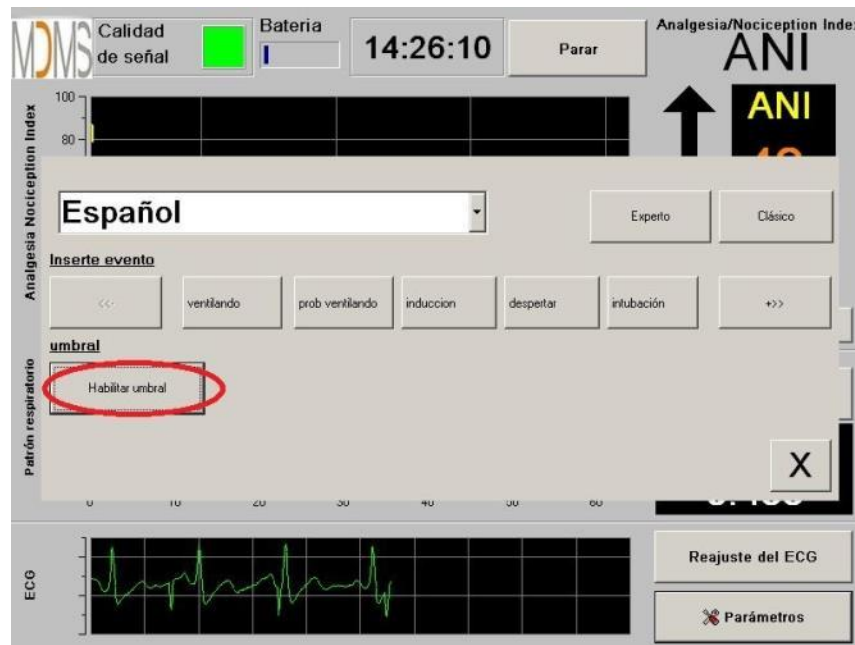 MDMS
Calidad
de señal
Bateria
14:26:10
Parar
Analgesia/Nociception Inde
ANI
Analgesia Nociception Index
100
80
ANI
Español
Experto
Clásico
Inserte evento
<<-
ventilando
prob ventilando
induccion
despertar
intubación
+>>
umbral
Habilitar umbral
Patrón respiratorio
X
0
10
20
30
40
50
60
ECG
Reajuste del ECG
Parámetros